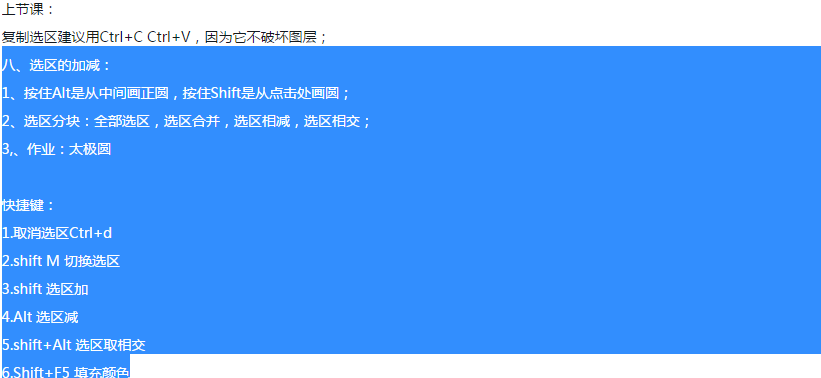 上节课：
复制选区建议用Ctrl+C Ctrl+V，因为它不破坏图层；
八、选区的加减：
1、按住Alt是从中间画正圆，按住Shift是从点击处画圆；
2、选区分块：全部选区，选区合并，选区相减，选区相交；
3,、作业：太极圆
快捷键：
1.取消选区Ctrl+d
2.shift M 切换选区
3.shift 选区加
4.Alt 选区减
5.shift+Alt 选区取相交
6.Shift+F5 填充颜色